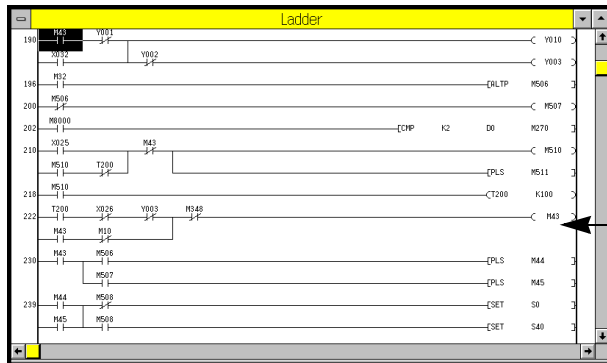 Ladder
190 M43 Y001 Y010
X032 Y002 Y003
196 M32 ALTP M506
200 M506 M507
202 M8000 CMP K2 D0 M270
210 X025 M43 M510
M510 T200 PLS M511
218 M510 T200 K100
222 T200 X026 Y003 M348 M43
M43 M10
230 M43 M506 PLS M44
M507 PLS M45
239 M44 M508 SET S0
M45 M508 SET S40